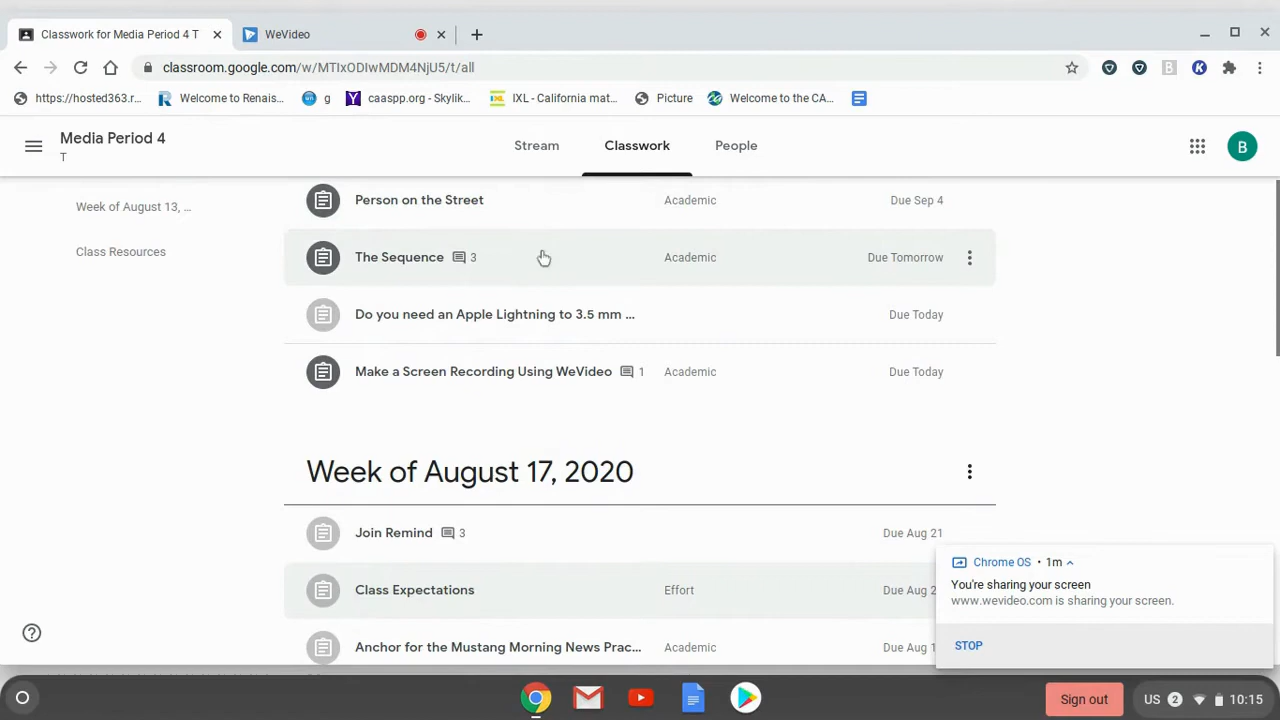 Classwork for Media Period 4 T
WeVideo
classroom.google.com/w/MTIxODIwMDM4NjU5/t/all
https://hosted363.r...
Welcome to Renais...
g
caaspp.org - Skylik...
IXL - California mat...
Picture
Welcome to the CA...
Media Period 4
T
Stream
Classwork
People
B
Week of August 13, ...
Class Resources
Person on the Street
Academic
Due Sep 4
The Sequence
3
Academic
Due Tomorrow
Do you need an Apple Lightning to 3.5 mm ...
Due Today
Make a Screen Recording Using WeVideo
1
Academic
Due Today
Week of August 17, 2020
Join Remind
3
Due Aug 21
Class Expectations
Effort
Due Aug 2
Anchor for the Mustang Morning News Prac...
Academic
Due Aug 1
Chrome OS • 1m
You're sharing your screen
www.wevideo.com is sharing your screen.
STOP
Sign out
US
2
10:15